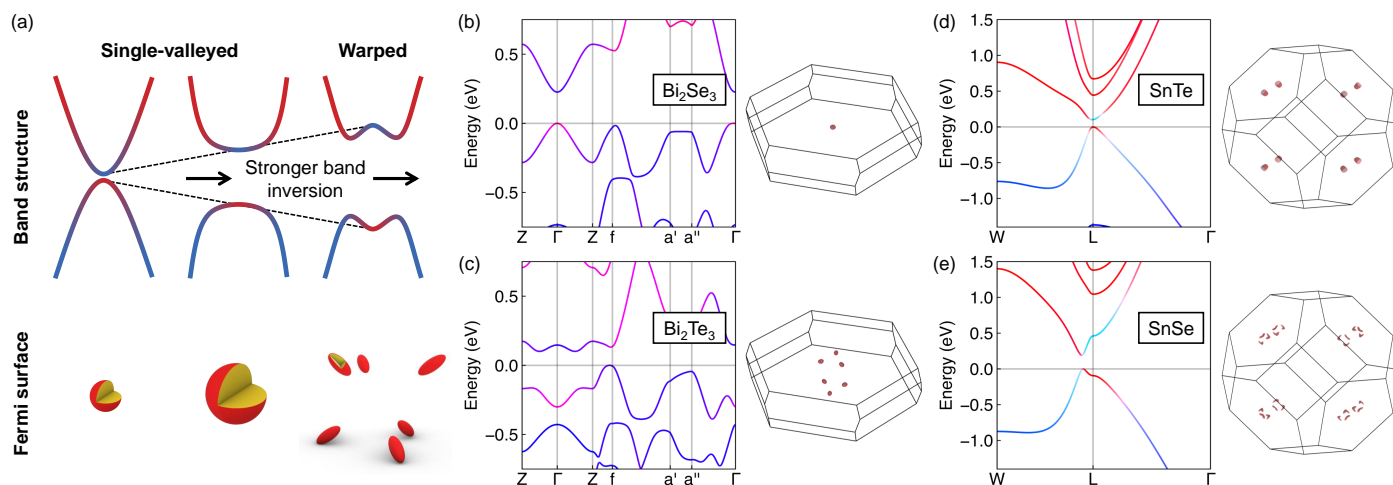 (a)
Single-valleyed
Warped
Band structure
Stronger band
inversion
Fermi surface
(b)
Energy (eV)
0.5
0.0
−0.5
Bi₂Se₃
Z Γ Z f a' a'' Γ
(c)
Energy (eV)
0.5
0.0
−0.5
Bi₂Te₃
Z Γ Z f a' a'' Γ
(d)
Energy (eV)
1.5
1.0
0.5
0.0
−0.5
−1.0
SnTe
W L Γ
(e)
Energy (eV)
1.5
1.0
0.5
0.0
−0.5
−1.0
SnSe
W L Γ